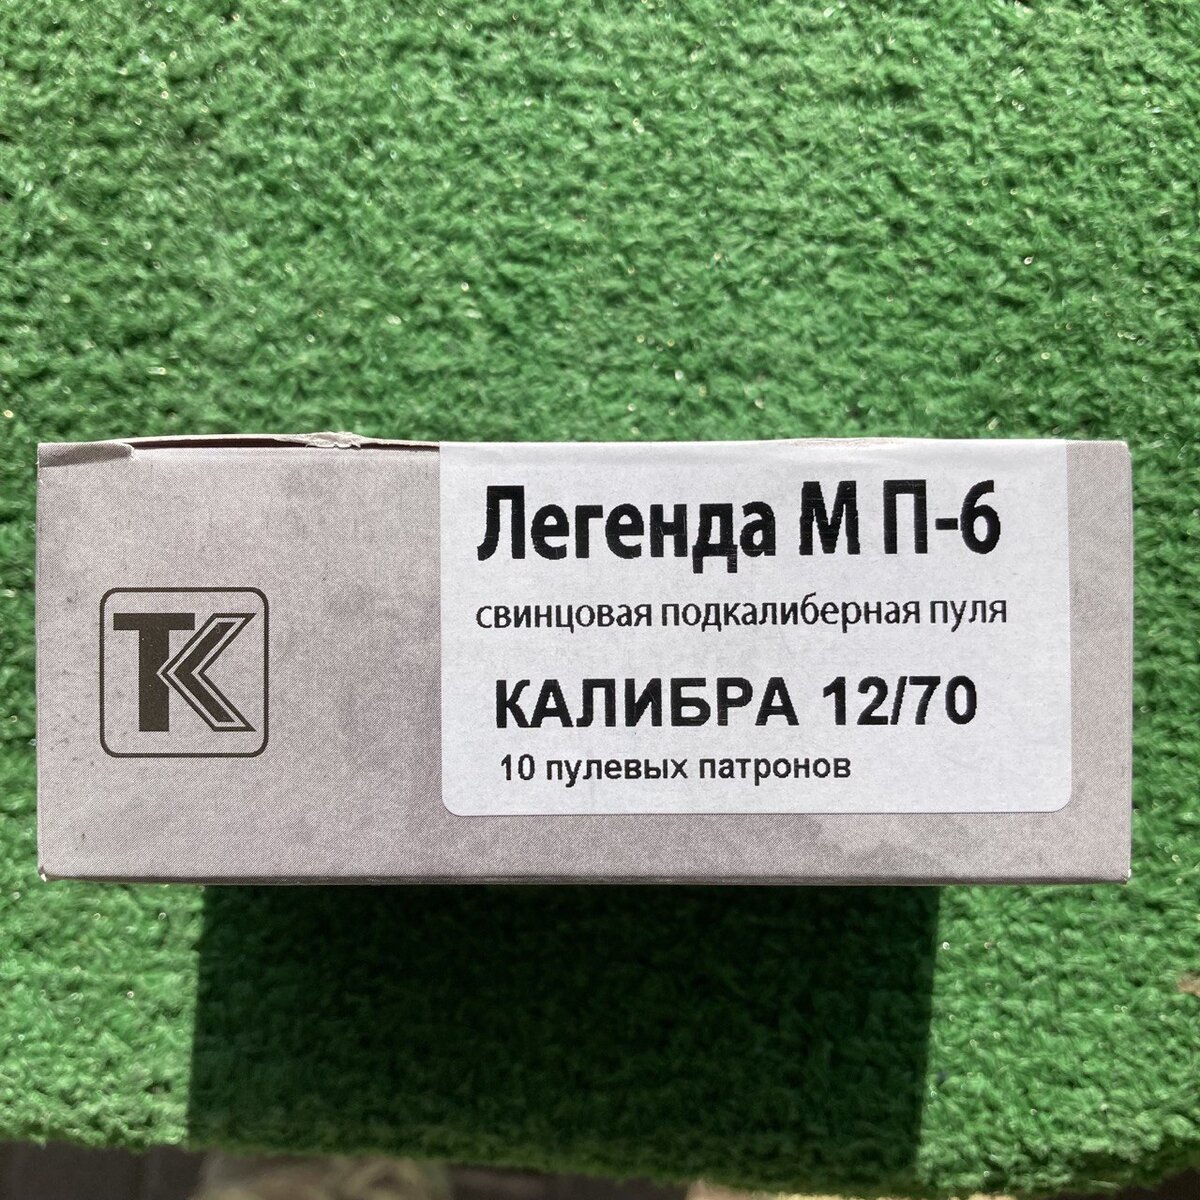 ТК
Легенда М П-6
свинцовая подкалиберная пуля
КАЛИБРА 12/70
10 пулевых патронов